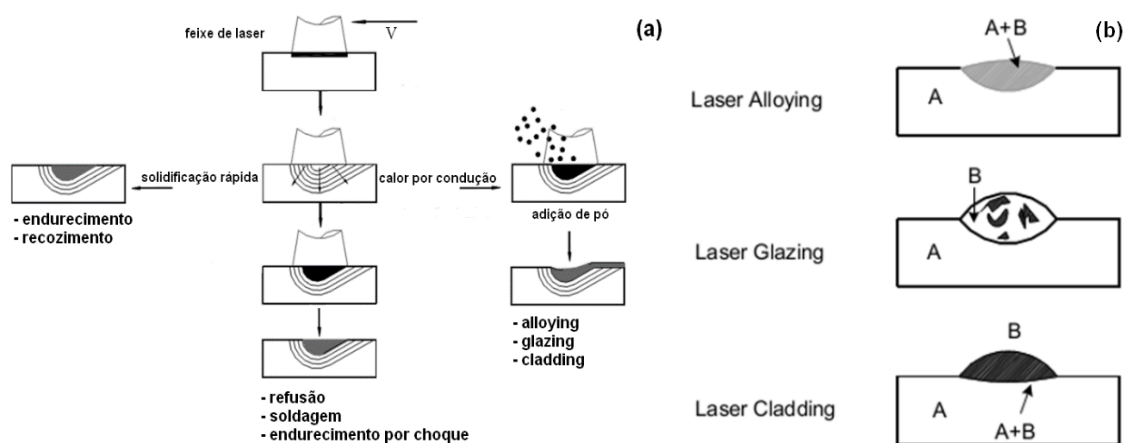 feixe de laser
V
(a)
solidificação rápida
calor por condução
- endurecimento
- recozimento
adição de pó
- alloying
- glazing
- cladding
- refusão
- soldagem
- endurecimento por choque
(b)
A+B
Laser Alloying
A
B
Laser Glazing
A
B
Laser Cladding
A
A+B